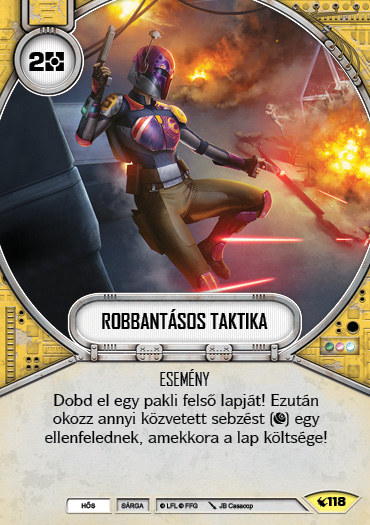 2
ROBBANTÁSOS TAKTIKA
ESEMÉNY
Dobd el egy pakli felső lapját! Ezután
okozz annyi közvetett sebzést () egy
ellenfelednek, amekkora a lap költsége!
HŐS SÁRGA © LFL © FFG JB Casacop 118